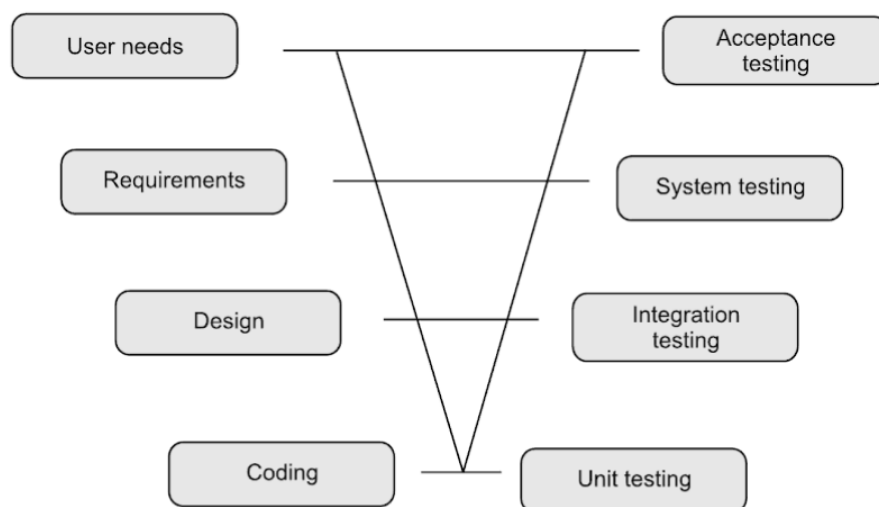 User needs
Acceptance
testing
Requirements
System testing
Design
Integration
testing
Coding
Unit testing